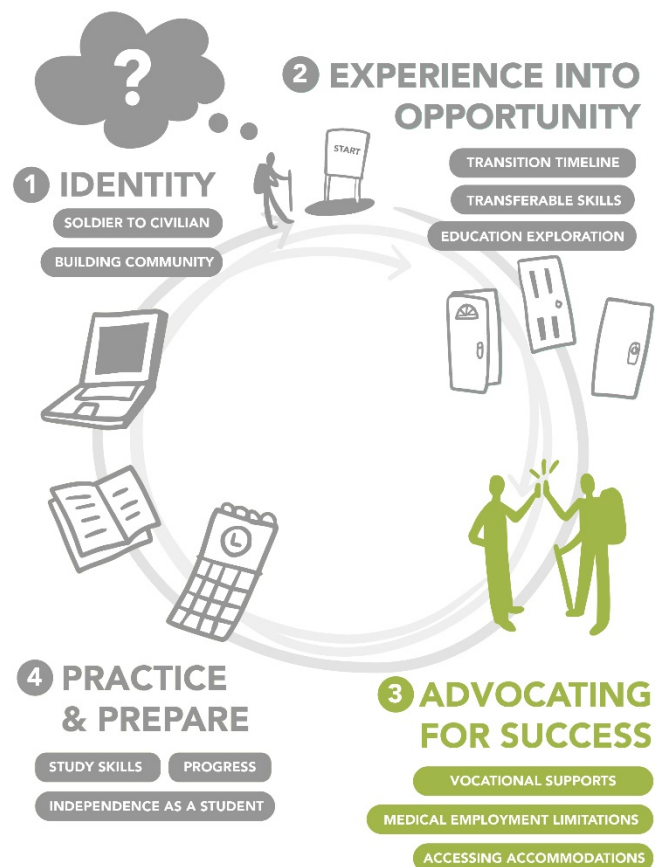 ?
START
1 IDENTITY
SOLDIER TO CIVILIAN
BUILDING COMMUNITY
2 EXPERIENCE INTO
OPPORTUNITY
TRANSITION TIMELINE
TRANSFERABLE SKILLS
EDUCATION EXPLORATION
3 ADVOCATING
FOR SUCCESS
VOCATIONAL SUPPORTS
MEDICAL EMPLOYMENT LIMITATIONS
ACCESSING ACCOMMODATIONS
4 PRACTICE
& PREPARE
STUDY SKILLS
PROGRESS
INDEPENDENCE AS A STUDENT